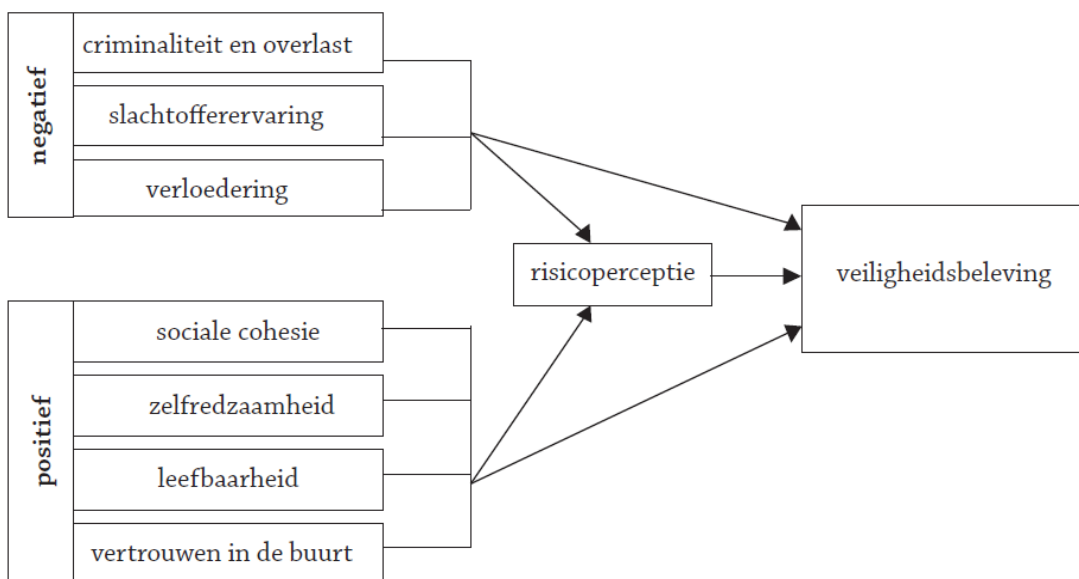 negatief
criminaliteit en overlast
slachtofferervaring
verloedering
risicoperceptie
veiligheidsbeleving
positief
sociale cohesie
zelfredzaamheid
leefbaarheid
vertrouwen in de buurt